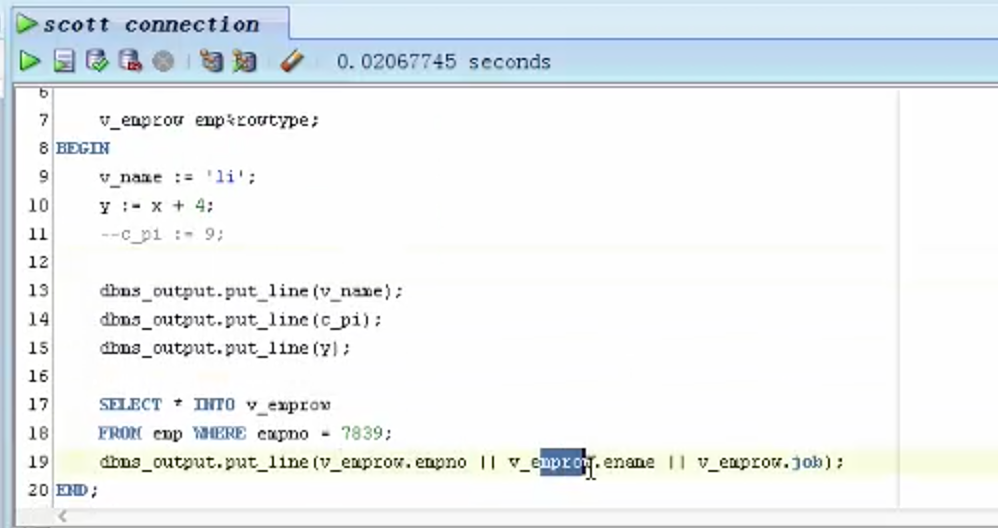 scott connection
0.02067745 seconds
6
7 v_emprow emp%rowtype;
8 BEGIN
9 v_name := 'li';
10 y := x + 4;
11 --c_pi := 9;
12
13 dbms_output.put_line(v_name);
14 dbms_output.put_line(c_pi);
15 dbms_output.put_line(y);
16
17 SELECT * INTO v_emprow
18 FROM emp WHERE empno = 7839;
19 dbms_output.put_line(v_emprow.empno || v_emprow.ename || v_emprow.job);
20 END;